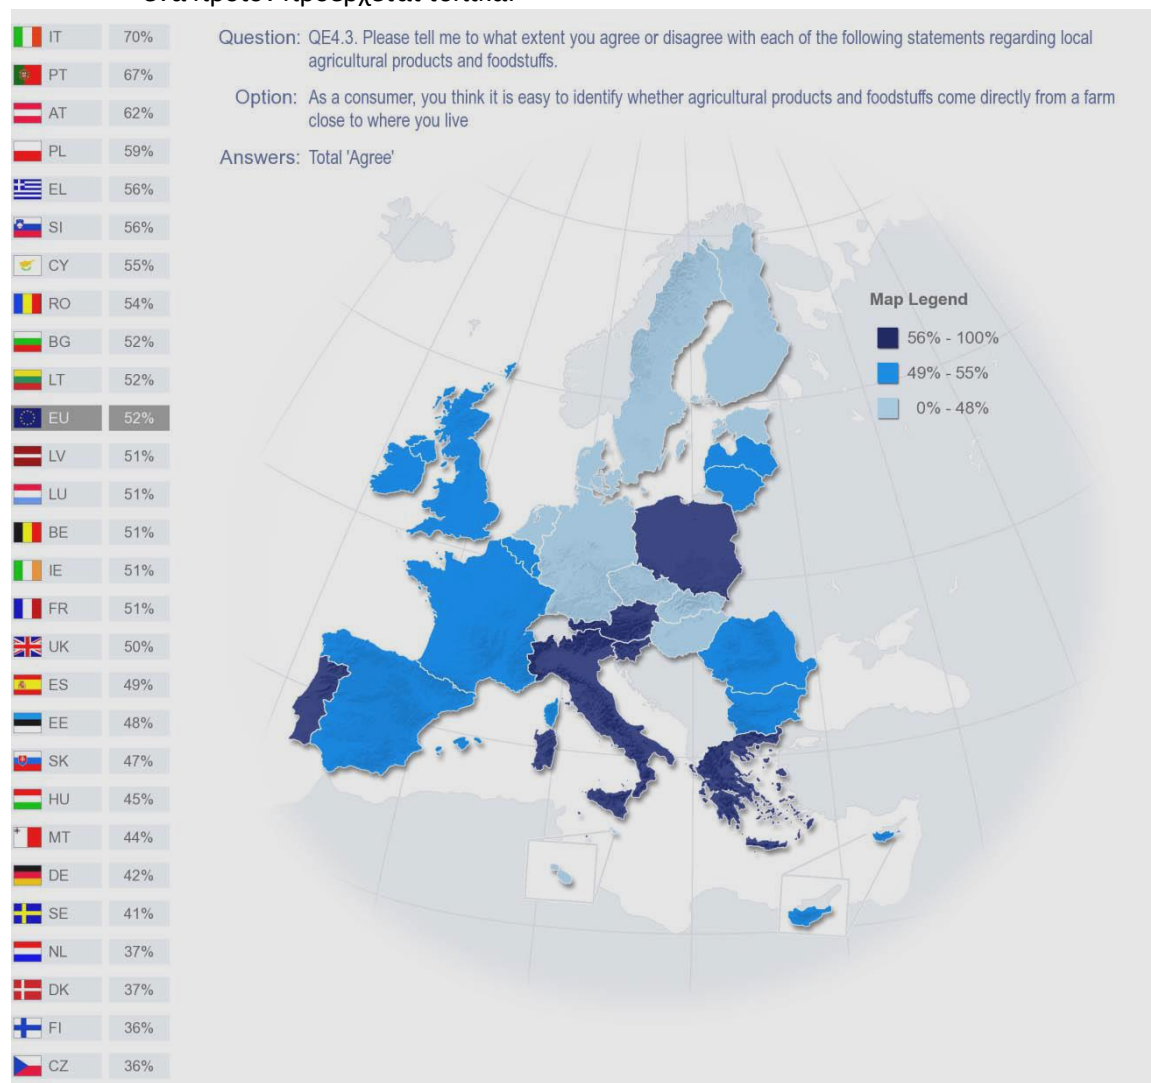 IT 70%
PT 67%
AT 62%
PL 59%
EL 56%
SI 56%
CY 55%
RO 54%
BG 52%
LT 52%
EU 52%
LV 51%
LU 51%
BE 51%
IE 51%
FR 51%
UK 50%
ES 49%
EE 48%
SK 47%
HU 45%
MT 44%
DE 42%
SE 41%
NL 37%
DK 37%
FI 36%
CZ 36%
Question: QE4.3. Please tell me to what extent you agree or disagree with each of the following statements regarding local
agricultural products and foodstuffs.
Option: As a consumer, you think it is easy to identify whether agricultural products and foodstuffs come directly from a farm
close to where you live
Answers: Total 'Agree'
Map Legend
56% - 100%
49% - 55%
0% - 48%